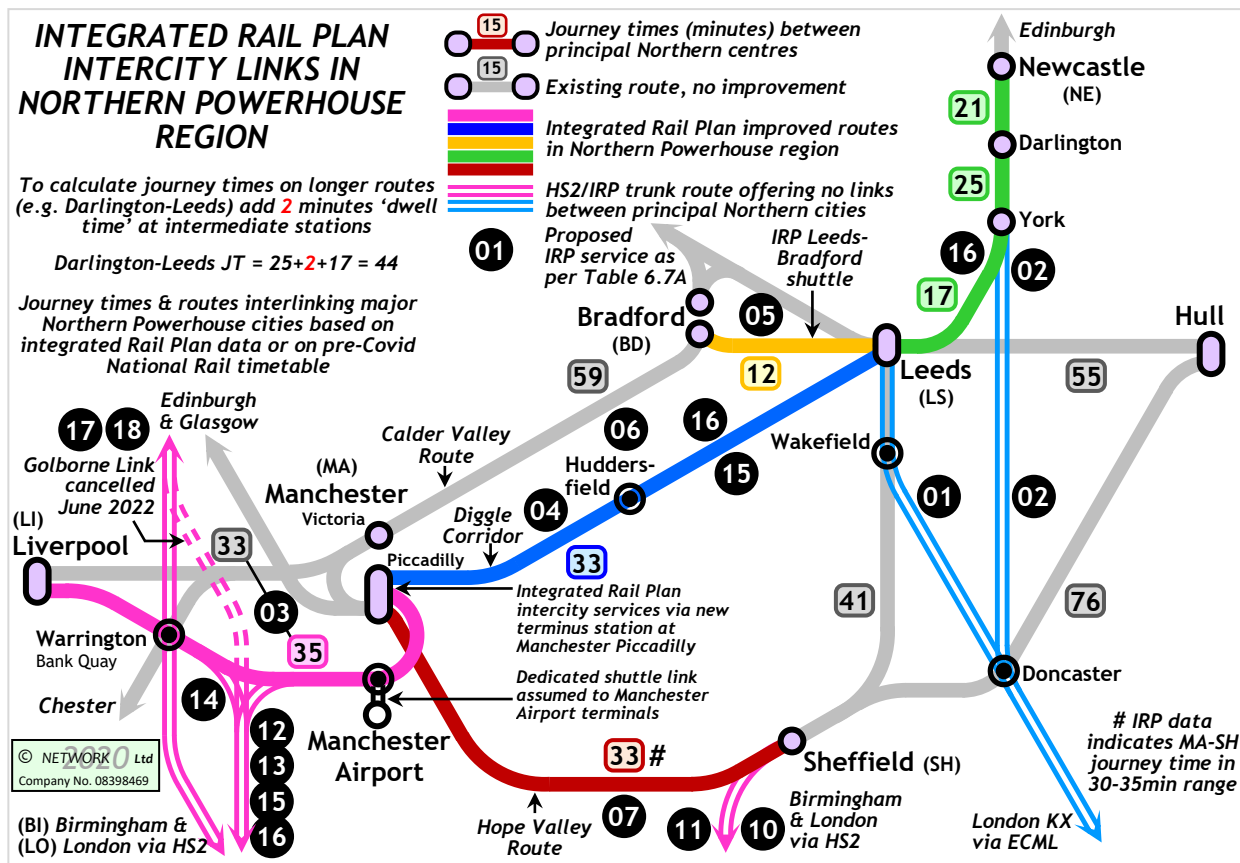 INTEGRATED RAIL PLAN
INTERCITY LINKS IN
NORTHERN POWERHOUSE
REGION
To calculate journey times on longer routes
(e.g. Darlington-Leeds) add 2 minutes ‘dwell
time’ at intermediate stations
Darlington-Leeds JT = 25+2+17 = 44
Journey times & routes interlinking major
Northern Powerhouse cities based on
integrated Rail Plan data or on pre-Covid
National Rail timetable
15
Journey times (minutes) between
principal Northern centres
15
Existing route, no improvement
Integrated Rail Plan improved routes
in Northern Powerhouse region
HS2/IRP trunk route offering no links
between principal Northern cities
01
Proposed
IRP service as
per Table 6.7A
IRP Leeds-
Bradford
shuttle
Edinburgh
Newcastle
(NE)
21
Darlington
25
York
16
02
17
Bradford
(BD)
05
12
Leeds
(LS)
Hull
55
59
Edinburgh
& Glasgow
17
18
Golborne Link
cancelled
June 2022
Calder Valley
Route
06
16
Hudders-
field
15
Wakefield
01
02
(MA)
Manchester
Victoria
04
Diggle
Corridor
(LI)
Liverpool
33
Piccadilly
33
Integrated Rail Plan
intercity services via new
terminus station at
Manchester Piccadilly
41
76
03
35
Warrington
Bank Quay
Chester
14
Dedicated shuttle link
assumed to Manchester
Airport terminals
Doncaster
12
13
15
16
Manchester
Airport
33 #
Sheffield (SH)
# IRP data
indicates MA-SH
journey time in
30-35min range
© NETWORK 2020 Ltd
Company No. 08398469
(BI) Birmingham &
(LO) London via HS2
07
Hope Valley
Route
11
10
Birmingham
& London
via HS2
London KX
via ECML